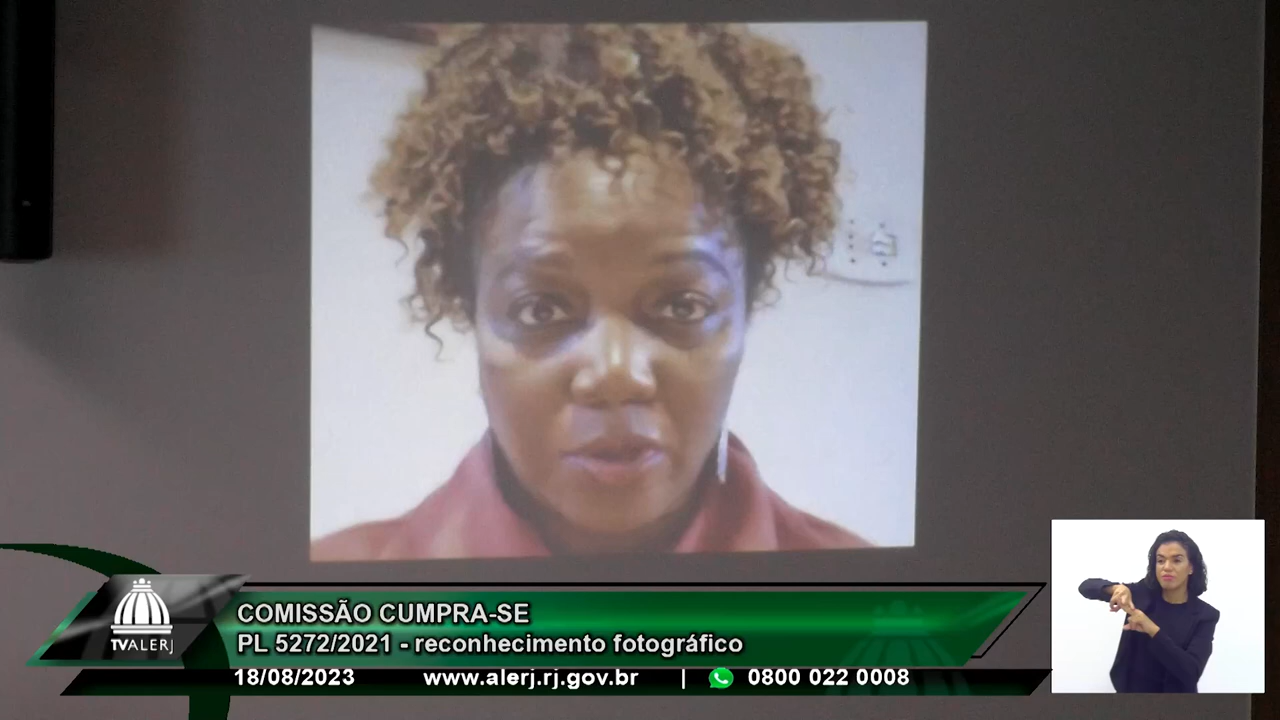 COMISSÃO CUMPRA-SE
PL 5272/2021 - reconhecimento fotográfico
TVALERJ
18/08/2023 www.alerj.rj.gov.br | 0800 022 0008